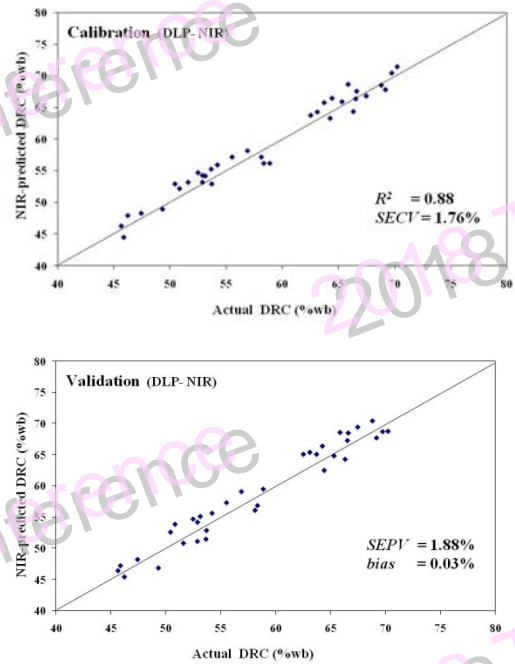 Calibration (DLP-NIR)
NIR-predicted DRC (%wb)
80
75
70
65
60
55
50
45
40
R² = 0.88
SECV = 1.76%
40 45 50 55 60 65 70 75 80
Actual DRC (%wb)
ference
2018
Validation (DLP-NIR)
NIR-predicted DRC (%wb)
80
75
70
65
60
55
50
45
40
SEPV = 1.88%
bias = 0.03%
40 45 50 55 60 65 70 75 80
Actual DRC (%wb)
ference